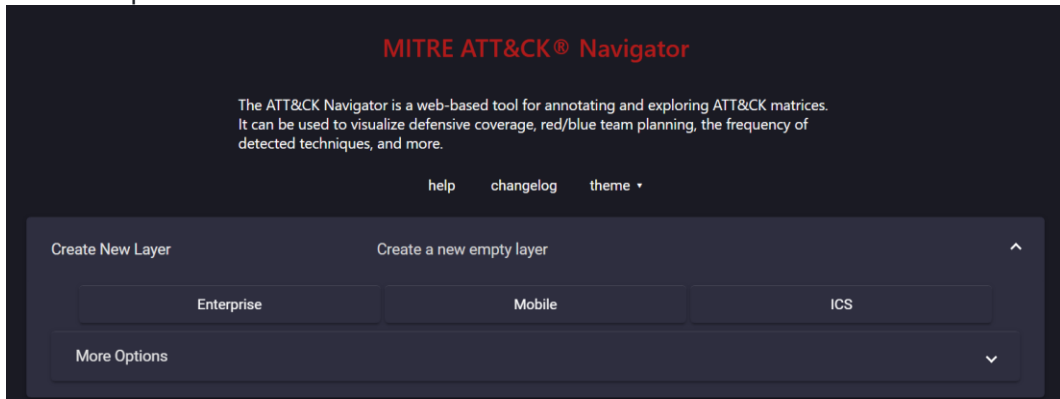 MITRE ATT&CK® Navigator
The ATT&CK Navigator is a web-based tool for annotating and exploring ATT&CK matrices.
It can be used to visualize defensive coverage, red/blue team planning, the frequency of
detected techniques, and more.
help changelog theme ▾
Create New Layer Create a new empty layer
Enterprise Mobile ICS
More Options